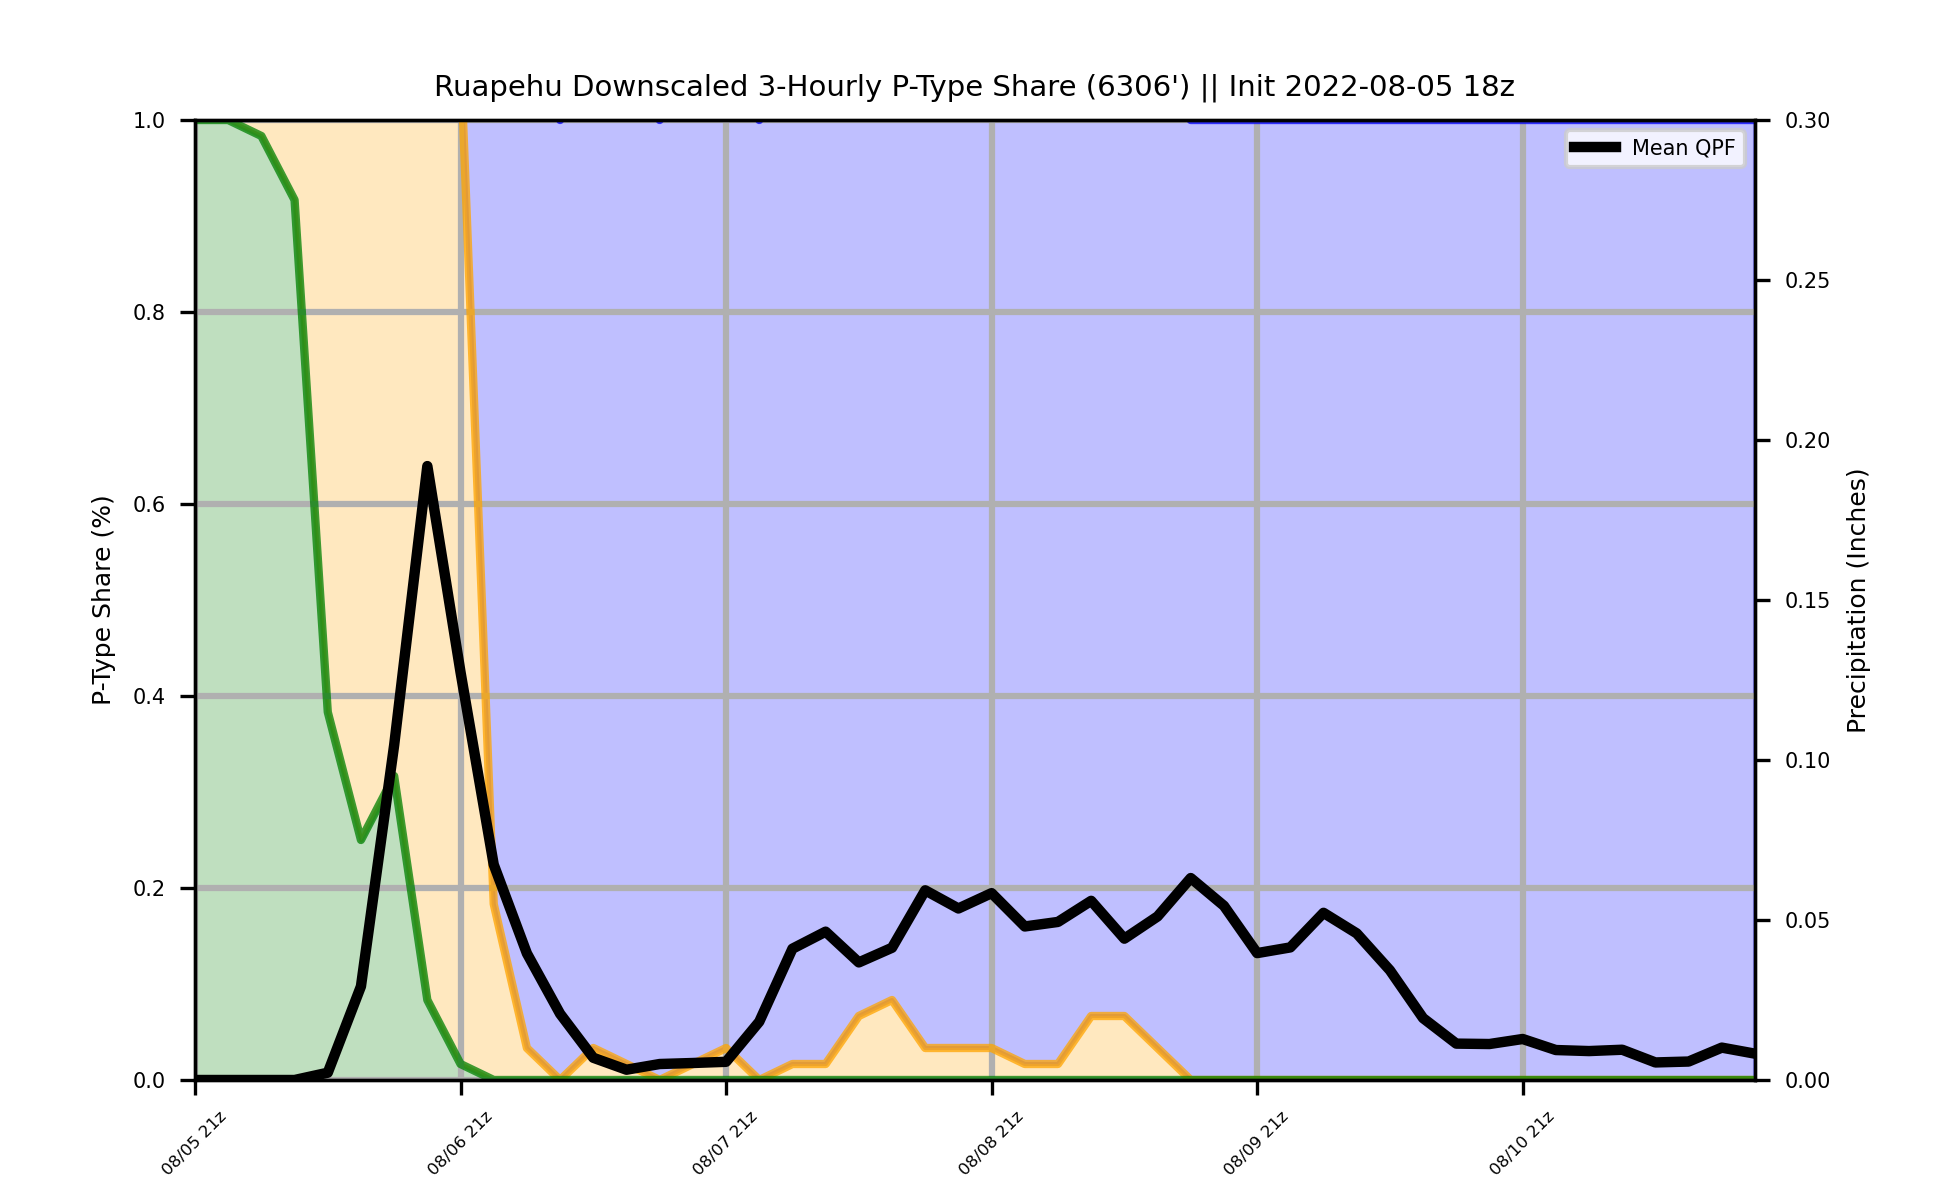 Ruapehu Downscaled 3-Hourly P-Type Share (6306') || Init 2022-08-05 18z
Mean QPF
P-Type Share (%)
1.0
0.8
0.6
0.4
0.2
0.0
0.30
0.25
0.20
0.15
0.10
0.05
0.00
Precipitation (Inches)
08/05 21z
08/06 21z
08/07 21z
08/08 21z
08/09 21z
08/10 21z